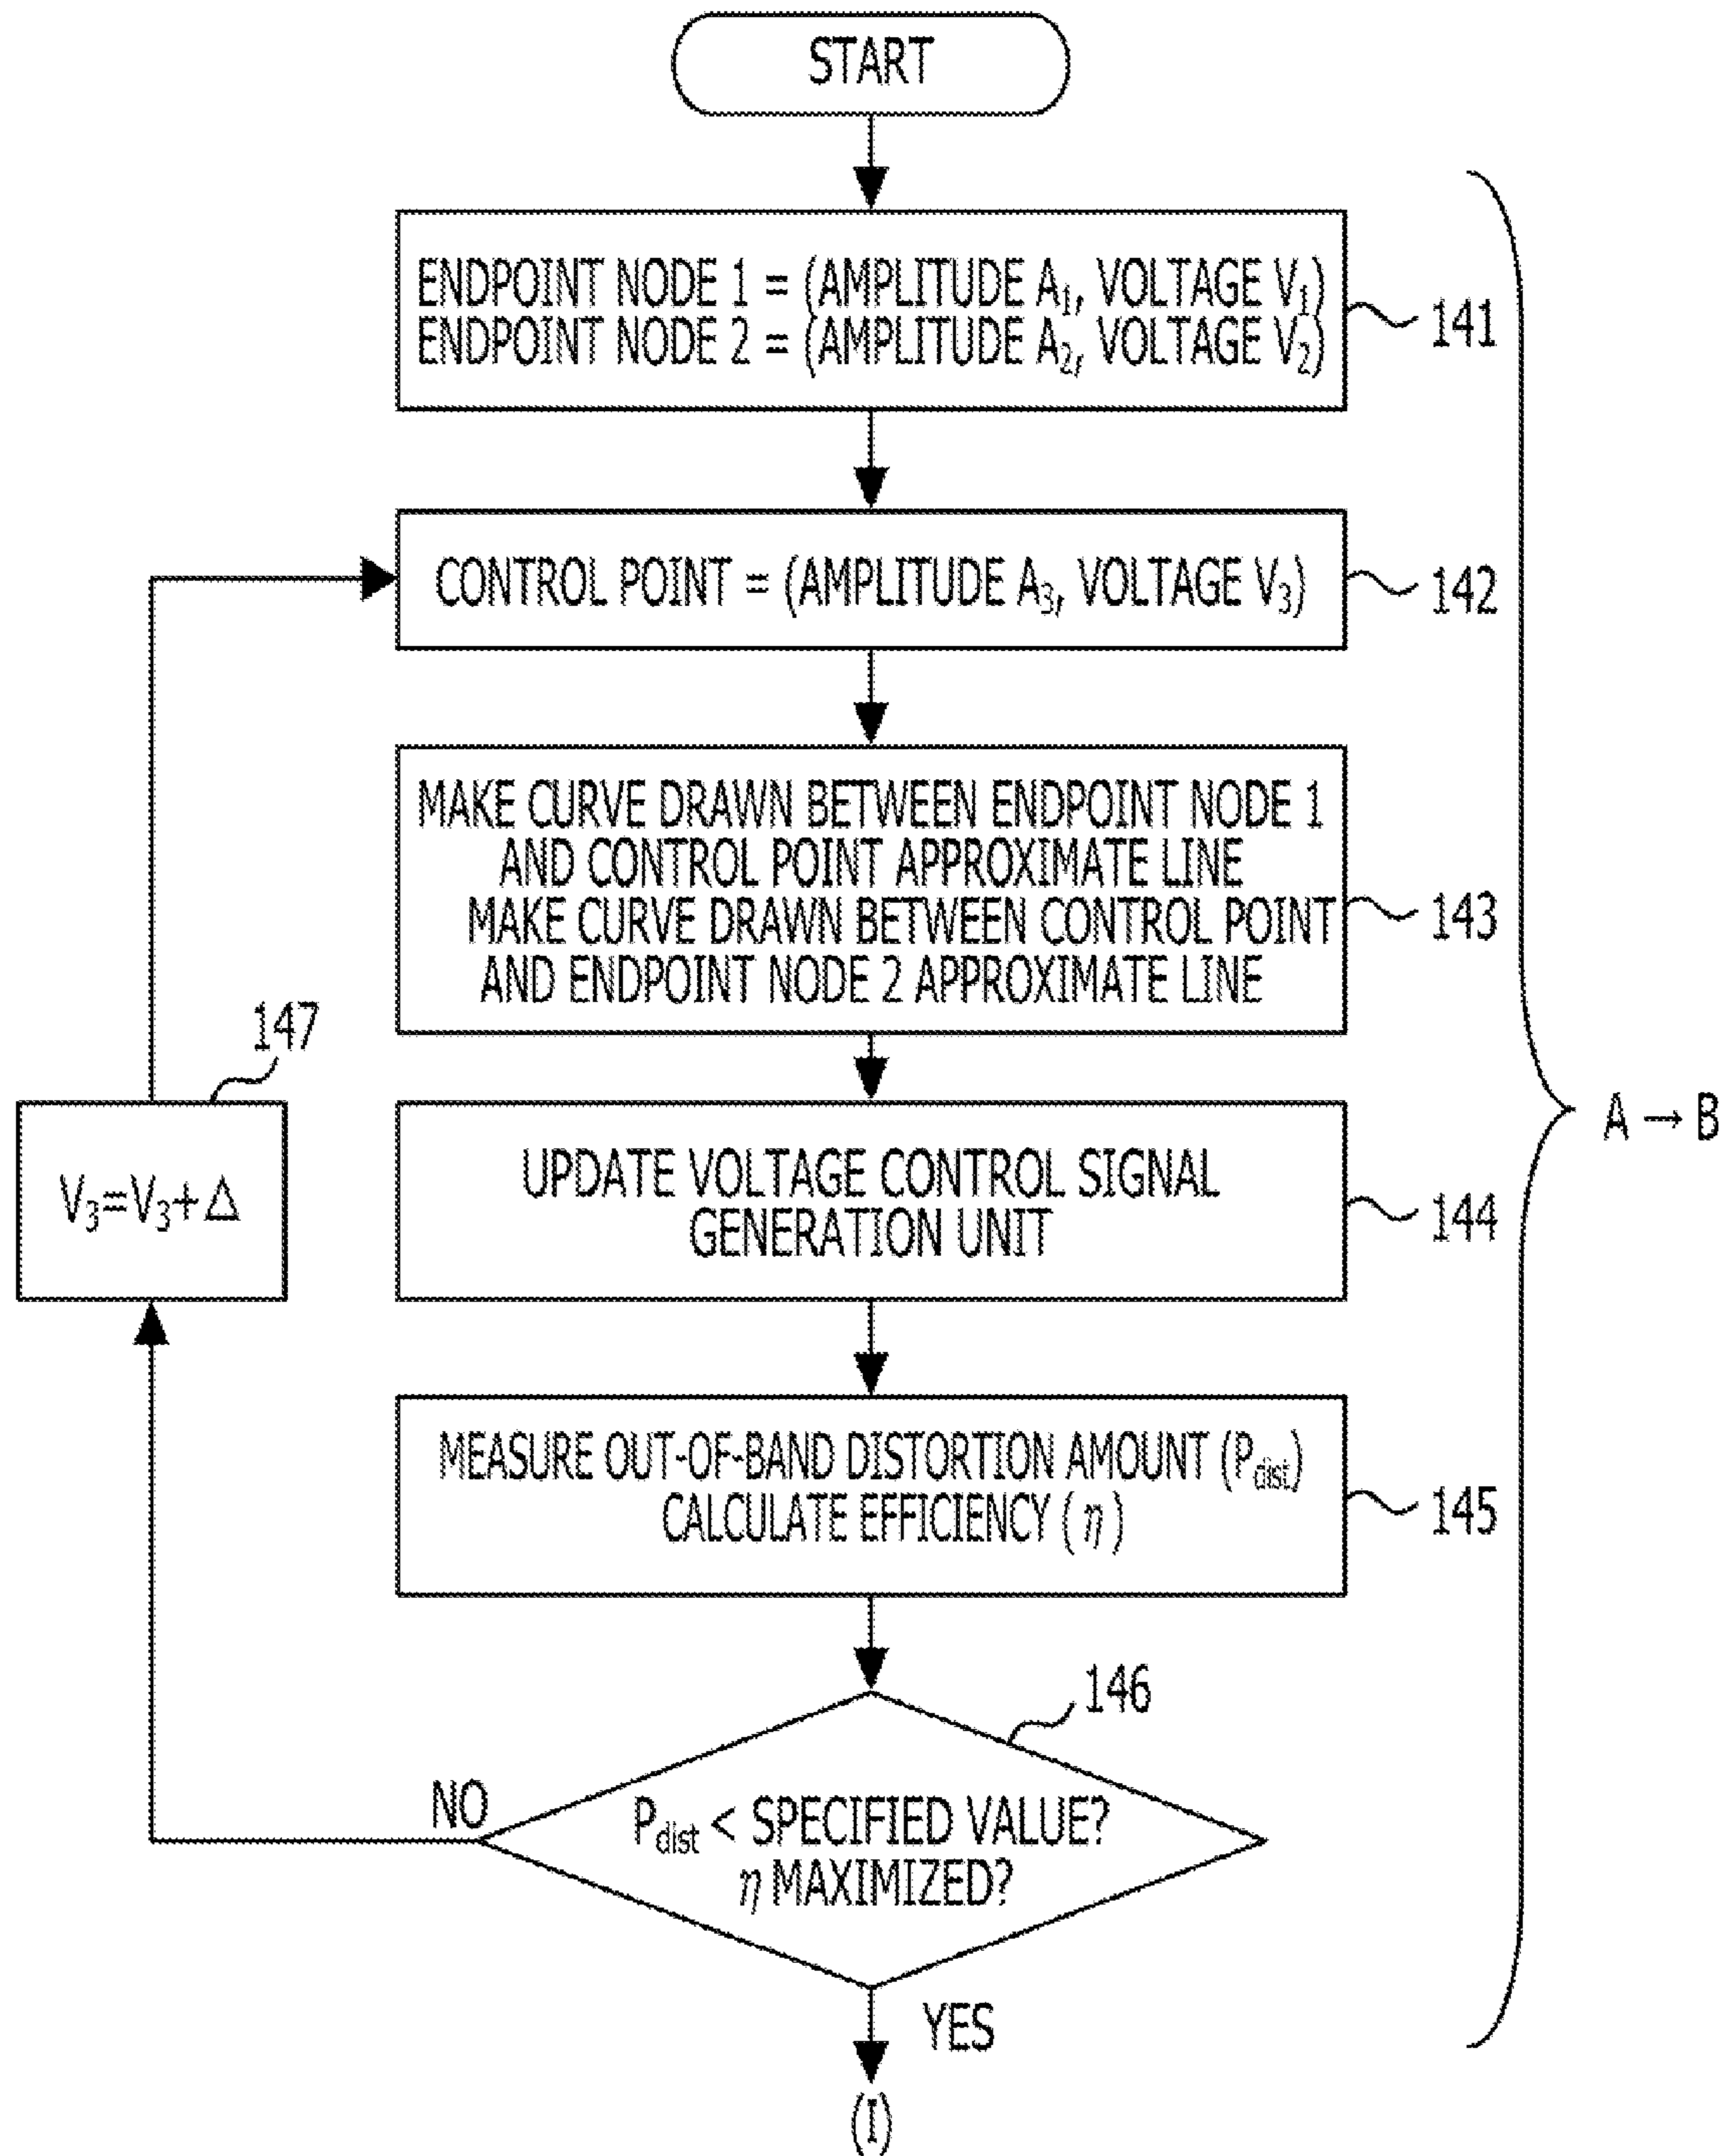 START
ENDPOINT NODE 1 = (AMPLITUDE A₁, VOLTAGE V₁)
ENDPOINT NODE 2 = (AMPLITUDE A₂, VOLTAGE V₂)
141
CONTROL POINT = (AMPLITUDE A₃, VOLTAGE V₃)
142
MAKE CURVE DRAWN BETWEEN ENDPOINT NODE 1
AND CONTROL POINT APPROXIMATE LINE
MAKE CURVE DRAWN BETWEEN CONTROL POINT
AND ENDPOINT NODE 2 APPROXIMATE LINE
143
147
V₃=V₃+Δ
A → B
UPDATE VOLTAGE CONTROL SIGNAL
GENERATION UNIT
144
MEASURE OUT-OF-BAND DISTORTION AMOUNT (Pdist)
CALCULATE EFFICIENCY (η)
145
146
NO
Pdist < SPECIFIED VALUE?
η MAXIMIZED?
YES
(I)